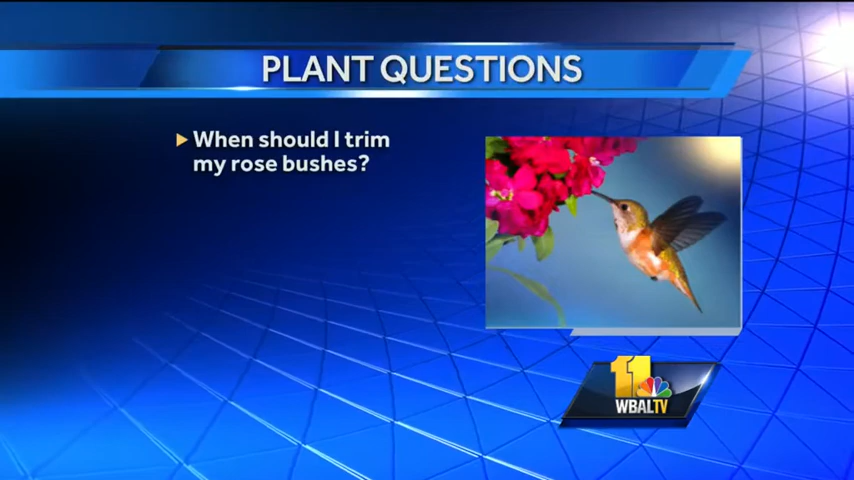 PLANT QUESTIONS
When should I trim
my rose bushes?
11
WBALTV